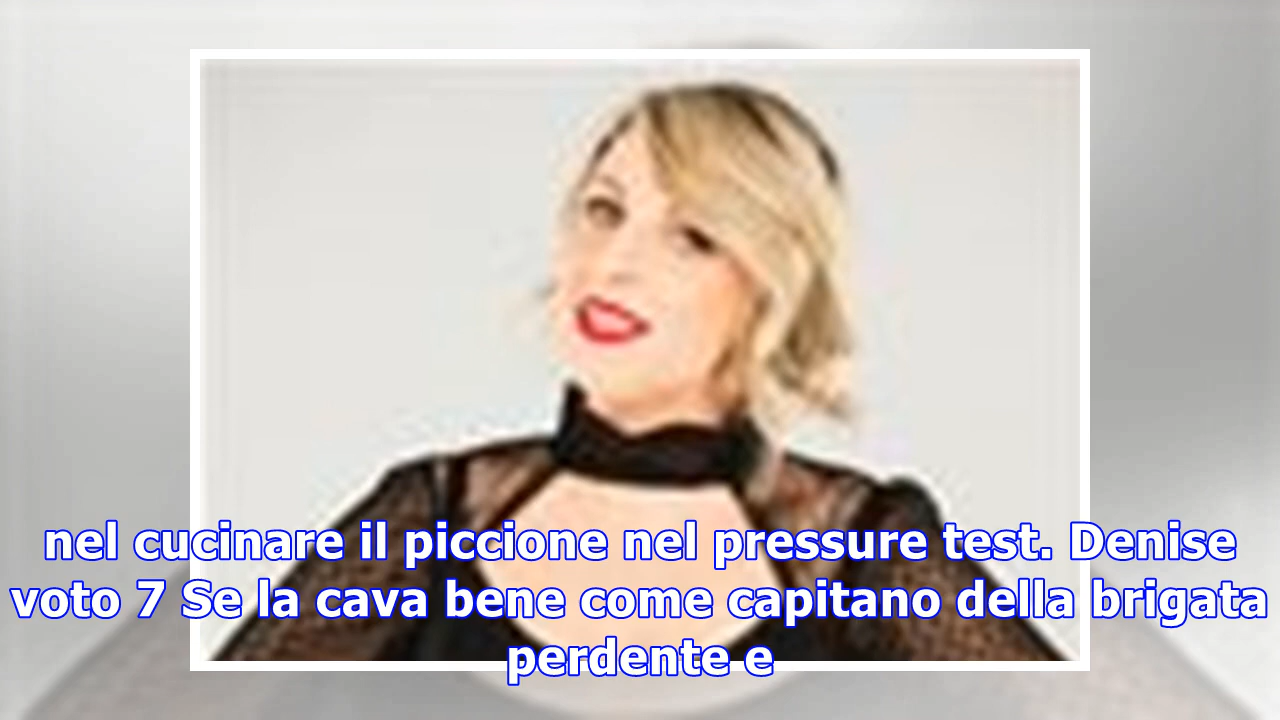 nel cucinare il piccione nel pressure test. Denise
voto 7 Se la cava bene come capitano della brigata
perdente e